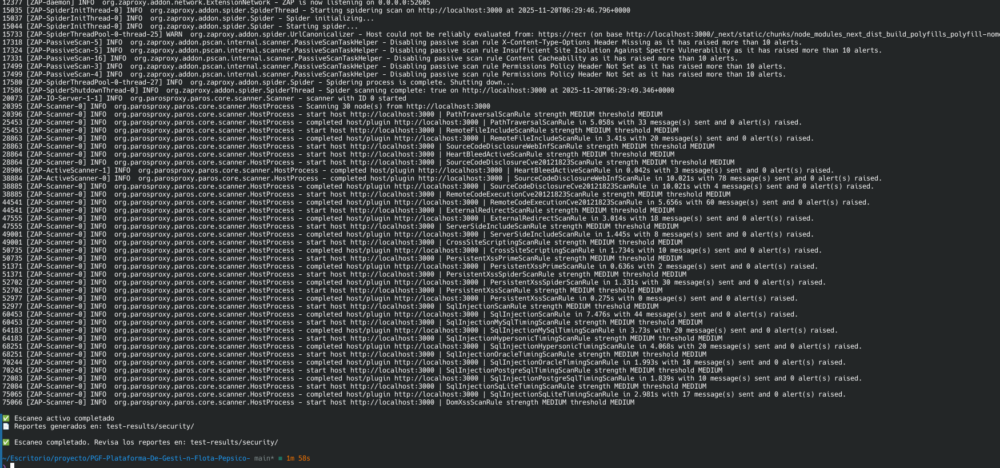 12377 [ZAP-daemon] INFO  org.zaproxy.addon.network.ExtensionNetwork - ZAP is now listening on 0.0.0.0:52605
15035 [ZAP-SpiderInitThread-0] INFO  org.zaproxy.addon.spider.SpiderThread - Starting spidering scan on http://localhost:3000 at 2025-11-20T06:29:46.796+0000
15037 [ZAP-SpiderInitThread-0] INFO  org.zaproxy.addon.spider.Spider - Spider initializing...
15044 [ZAP-SpiderInitThread-0] INFO  org.zaproxy.addon.spider.Spider - Starting spider...
15733 [ZAP-SpiderThreadPool-0-thread-25] WARN  org.zaproxy.addon.spider.UrlCanonicalizer - Host could not be reliably evaluated from: https://тест (on base http://localhost:3000/_next/static/chunks/node_modules_next_dist_build_polyfills_polyfill-nom
17318 [ZAP-PassiveScan-5] INFO  org.zaproxy.addon.pscan.internal.scanner.PassiveScanTaskHelper - Disabling passive scan rule X-Content-Type-Options Header Missing as it has raised more than 10 alerts.
17324 [ZAP-PassiveScan-5] INFO  org.zaproxy.addon.pscan.internal.scanner.PassiveScanTaskHelper - Disabling passive scan rule Insufficient Site Isolation Against Spectre Vulnerability as it has raised more than 10 alerts.
17331 [ZAP-PassiveScan-16] INFO  org.zaproxy.addon.pscan.internal.scanner.PassiveScanTaskHelper - Disabling passive scan rule Content Cacheability as it has raised more than 10 alerts.
17499 [ZAP-PassiveScan-3] INFO  org.zaproxy.addon.pscan.internal.scanner.PassiveScanTaskHelper - Disabling passive scan rule Permissions Policy Header Not Set as it has raised more than 10 alerts.
17499 [ZAP-PassiveScan-4] INFO  org.zaproxy.addon.pscan.internal.scanner.PassiveScanTaskHelper - Disabling passive scan rule Permissions Policy Header Not Set as it has raised more than 10 alerts.
17580 [ZAP-SpiderThreadPool-0-thread-27] INFO  org.zaproxy.addon.spider.Spider - Spidering process is complete. Shutting down...
17586 [ZAP-SpiderShutdownThread-0] INFO  org.zaproxy.addon.spider.SpiderThread - Spider scanning complete: true on http://localhost:3000 at 2025-11-20T06:29:49.346+0000
20073 [ZAP-IO-Server-1-1] INFO  org.parosproxy.paros.core.scanner.Scanner - scanner with ID 0 started
20395 [ZAP-Scanner-0] INFO  org.parosproxy.paros.core.scanner.HostProcess - Scanning 30 node(s) from http://localhost:3000
20396 [ZAP-Scanner-0] INFO  org.parosproxy.paros.core.scanner.HostProcess - start host http://localhost:3000 | PathTraversalScanRule strength MEDIUM threshold MEDIUM
25453 [ZAP-Scanner-0] INFO  org.parosproxy.paros.core.scanner.HostProcess - completed host/plugin http://localhost:3000 | PathTraversalScanRule in 5.058s with 33 message(s) sent and 0 alert(s) raised.
25453 [ZAP-Scanner-0] INFO  org.parosproxy.paros.core.scanner.HostProcess - start host http://localhost:3000 | RemoteFileIncludeScanRule strength MEDIUM threshold MEDIUM
28863 [ZAP-Scanner-0] INFO  org.parosproxy.paros.core.scanner.HostProcess - completed host/plugin http://localhost:3000 | RemoteFileIncludeScanRule in 3.41s with 20 message(s) sent and 0 alert(s) raised.
28863 [ZAP-Scanner-0] INFO  org.parosproxy.paros.core.scanner.HostProcess - start host http://localhost:3000 | SourceCodeDisclosureWebInfScanRule strength MEDIUM threshold MEDIUM
28864 [ZAP-Scanner-0] INFO  org.parosproxy.paros.core.scanner.HostProcess - start host http://localhost:3000 | HeartBleedActiveScanRule strength MEDIUM threshold MEDIUM
28864 [ZAP-Scanner-0] INFO  org.parosproxy.paros.core.scanner.HostProcess - start host http://localhost:3000 | SourceCodeDisclosureCve20121823ScanRule strength MEDIUM threshold MEDIUM
28906 [ZAP-ActiveScanner-1] INFO  org.parosproxy.paros.core.scanner.HostProcess - completed host/plugin http://localhost:3000 | HeartBleedActiveScanRule in 0.042s with 3 message(s) sent and 0 alert(s) raised.
38884 [ZAP-ActiveScanner-0] INFO  org.parosproxy.paros.core.scanner.HostProcess - completed host/plugin http://localhost:3000 | SourceCodeDisclosureWebInfScanRule in 10.021s with 78 message(s) sent and 0 alert(s) raised.
38885 [ZAP-Scanner-0] INFO  org.parosproxy.paros.core.scanner.HostProcess - completed host/plugin http://localhost:3000 | SourceCodeDisclosureCve20121823ScanRule in 10.021s with 4 message(s) sent and 0 alert(s) raised.
38885 [ZAP-Scanner-0] INFO  org.parosproxy.paros.core.scanner.HostProcess - start host http://localhost:3000 | RemoteCodeExecutionCve20121823ScanRule strength MEDIUM threshold MEDIUM
44541 [ZAP-Scanner-0] INFO  org.parosproxy.paros.core.scanner.HostProcess - completed host/plugin http://localhost:3000 | RemoteCodeExecutionCve20121823ScanRule in 5.656s with 60 message(s) sent and 0 alert(s) raised.
44541 [ZAP-Scanner-0] INFO  org.parosproxy.paros.core.scanner.HostProcess - start host http://localhost:3000 | ExternalRedirectScanRule strength MEDIUM threshold MEDIUM
47555 [ZAP-Scanner-0] INFO  org.parosproxy.paros.core.scanner.HostProcess - completed host/plugin http://localhost:3000 | ExternalRedirectScanRule in 3.014s with 18 message(s) sent and 0 alert(s) raised.
47555 [ZAP-Scanner-0] INFO  org.parosproxy.paros.core.scanner.HostProcess - start host http://localhost:3000 | ServerSideIncludeScanRule strength MEDIUM threshold MEDIUM
49001 [ZAP-Scanner-0] INFO  org.parosproxy.paros.core.scanner.HostProcess - completed host/plugin http://localhost:3000 | ServerSideIncludeScanRule in 1.445s with 8 message(s) sent and 0 alert(s) raised.
49001 [ZAP-Scanner-0] INFO  org.parosproxy.paros.core.scanner.HostProcess - start host http://localhost:3000 | CrossSiteScriptingScanRule strength MEDIUM threshold MEDIUM
50735 [ZAP-Scanner-0] INFO  org.parosproxy.paros.core.scanner.HostProcess - completed host/plugin http://localhost:3000 | CrossSiteScriptingScanRule in 1.734s with 10 message(s) sent and 0 alert(s) raised.
50735 [ZAP-Scanner-0] INFO  org.parosproxy.paros.core.scanner.HostProcess - start host http://localhost:3000 | PersistentXssPrimeScanRule strength MEDIUM threshold MEDIUM
51371 [ZAP-Scanner-0] INFO  org.parosproxy.paros.core.scanner.HostProcess - completed host/plugin http://localhost:3000 | PersistentXssPrimeScanRule in 0.636s with 2 message(s) sent and 0 alert(s) raised.
51371 [ZAP-Scanner-0] INFO  org.parosproxy.paros.core.scanner.HostProcess - start host http://localhost:3000 | PersistentXssSpiderScanRule strength MEDIUM threshold MEDIUM
52702 [ZAP-Scanner-0] INFO  org.parosproxy.paros.core.scanner.HostProcess - completed host/plugin http://localhost:3000 | PersistentXssSpiderScanRule in 1.331s with 30 message(s) sent and 0 alert(s) raised.
52702 [ZAP-Scanner-0] INFO  org.parosproxy.paros.core.scanner.HostProcess - start host http://localhost:3000 | PersistentXssScanRule strength MEDIUM threshold MEDIUM
52977 [ZAP-Scanner-0] INFO  org.parosproxy.paros.core.scanner.HostProcess - completed host/plugin http://localhost:3000 | PersistentXssScanRule in 0.275s with 0 message(s) sent and 0 alert(s) raised.
52977 [ZAP-Scanner-0] INFO  org.parosproxy.paros.core.scanner.HostProcess - start host http://localhost:3000 | SqlInjectionScanRule strength MEDIUM threshold MEDIUM
60453 [ZAP-Scanner-0] INFO  org.parosproxy.paros.core.scanner.HostProcess - completed host/plugin http://localhost:3000 | SqlInjectionScanRule in 7.476s with 44 message(s) sent and 0 alert(s) raised.
60453 [ZAP-Scanner-0] INFO  org.parosproxy.paros.core.scanner.HostProcess - start host http://localhost:3000 | SqlInjectionMySqlTimingScanRule strength MEDIUM threshold MEDIUM
64183 [ZAP-Scanner-0] INFO  org.parosproxy.paros.core.scanner.HostProcess - completed host/plugin http://localhost:3000 | SqlInjectionMySqlTimingScanRule in 3.73s with 20 message(s) sent and 0 alert(s) raised.
64183 [ZAP-Scanner-0] INFO  org.parosproxy.paros.core.scanner.HostProcess - start host http://localhost:3000 | SqlInjectionHypersonicTimingScanRule strength MEDIUM threshold MEDIUM
68251 [ZAP-Scanner-0] INFO  org.parosproxy.paros.core.scanner.HostProcess - completed host/plugin http://localhost:3000 | SqlInjectionHypersonicTimingScanRule in 4.068s with 20 message(s) sent and 0 alert(s) raised.
68251 [ZAP-Scanner-0] INFO  org.parosproxy.paros.core.scanner.HostProcess - start host http://localhost:3000 | SqlInjectionOracleTimingScanRule strength MEDIUM threshold MEDIUM
70244 [ZAP-Scanner-0] INFO  org.parosproxy.paros.core.scanner.HostProcess - completed host/plugin http://localhost:3000 | SqlInjectionOracleTimingScanRule in 1.993s with 10 message(s) sent and 0 alert(s) raised.
70245 [ZAP-Scanner-0] INFO  org.parosproxy.paros.core.scanner.HostProcess - start host http://localhost:3000 | SqlInjectionPostgreSqlTimingScanRule strength MEDIUM threshold MEDIUM
72083 [ZAP-Scanner-0] INFO  org.parosproxy.paros.core.scanner.HostProcess - completed host/plugin http://localhost:3000 | SqlInjectionPostgreSqlTimingScanRule in 1.839s with 10 message(s) sent and 0 alert(s) raised.
72084 [ZAP-Scanner-0] INFO  org.parosproxy.paros.core.scanner.HostProcess - start host http://localhost:3000 | SqlInjectionSqLiteTimingScanRule strength MEDIUM threshold MEDIUM
75065 [ZAP-Scanner-0] INFO  org.parosproxy.paros.core.scanner.HostProcess - completed host/plugin http://localhost:3000 | SqlInjectionSqLiteTimingScanRule in 2.981s with 17 message(s) sent and 0 alert(s) raised.
75066 [ZAP-Scanner-0] INFO  org.parosproxy.paros.core.scanner.HostProcess - start host http://localhost:3000 | DomXssScanRule strength MEDIUM threshold MEDIUM
✅ Escaneo activo completado
📄 Reportes generados en: test-results/security/
✅ Escaneo completado. Revisa los reportes en: test-results/security/
~/Escritorio/proyecto/PGF-Plataforma-De-Gesti-n-Flota-Pepsico- main* ≡ 1m 58s
❯